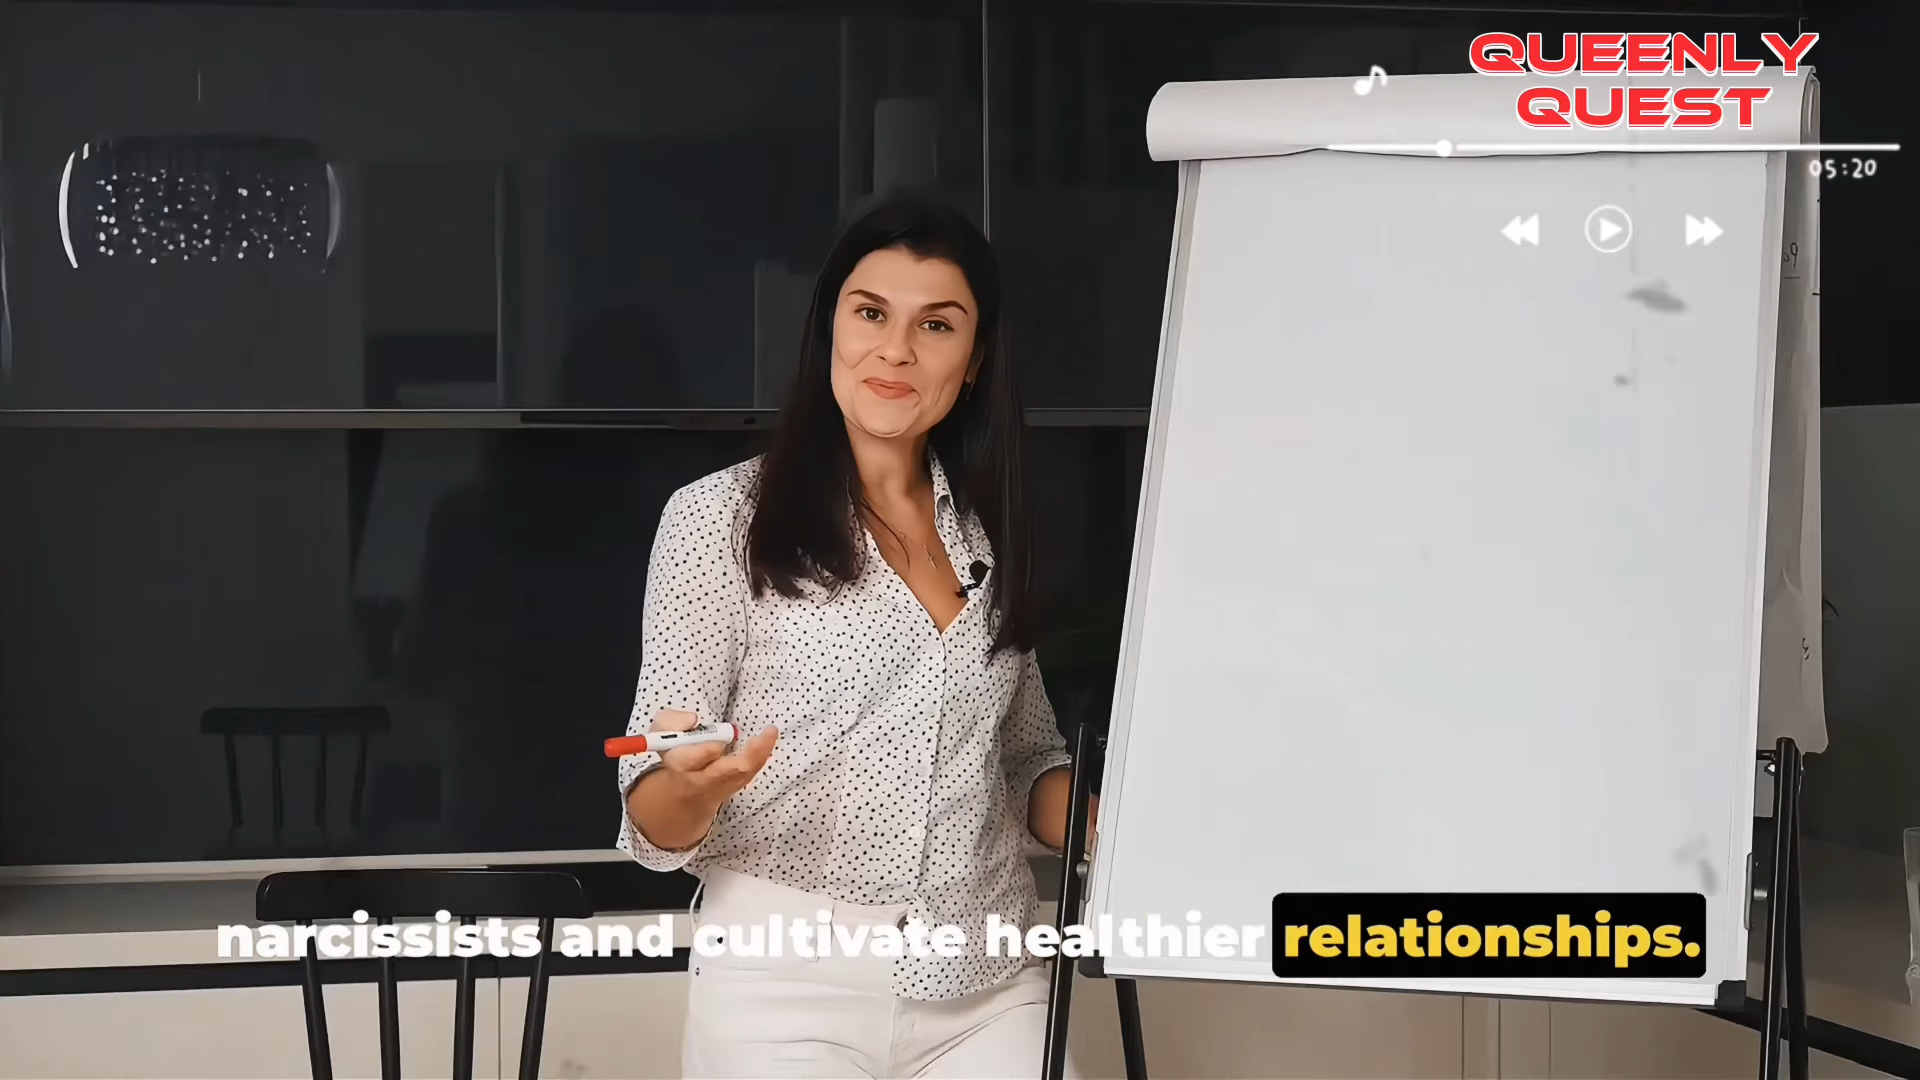 QUEENLY
QUEST
05:20
narcissists and cultivate healthier relationships.